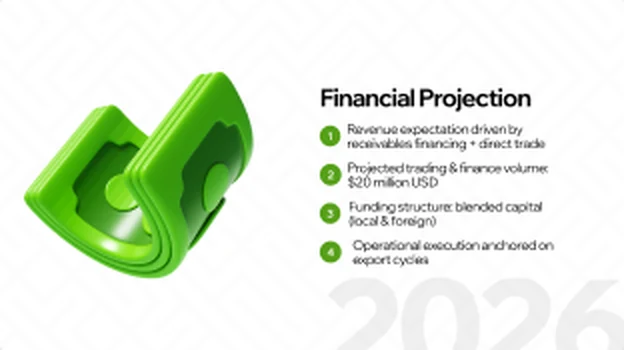 Financial Projection
1 Revenue expectation driven by
receivables financing + direct trade
2 Projected trading & finance volume:
$20 million USD
3 Funding structure: blended capital
(local & foreign)
4 Operational execution anchored on
export cycles
2026